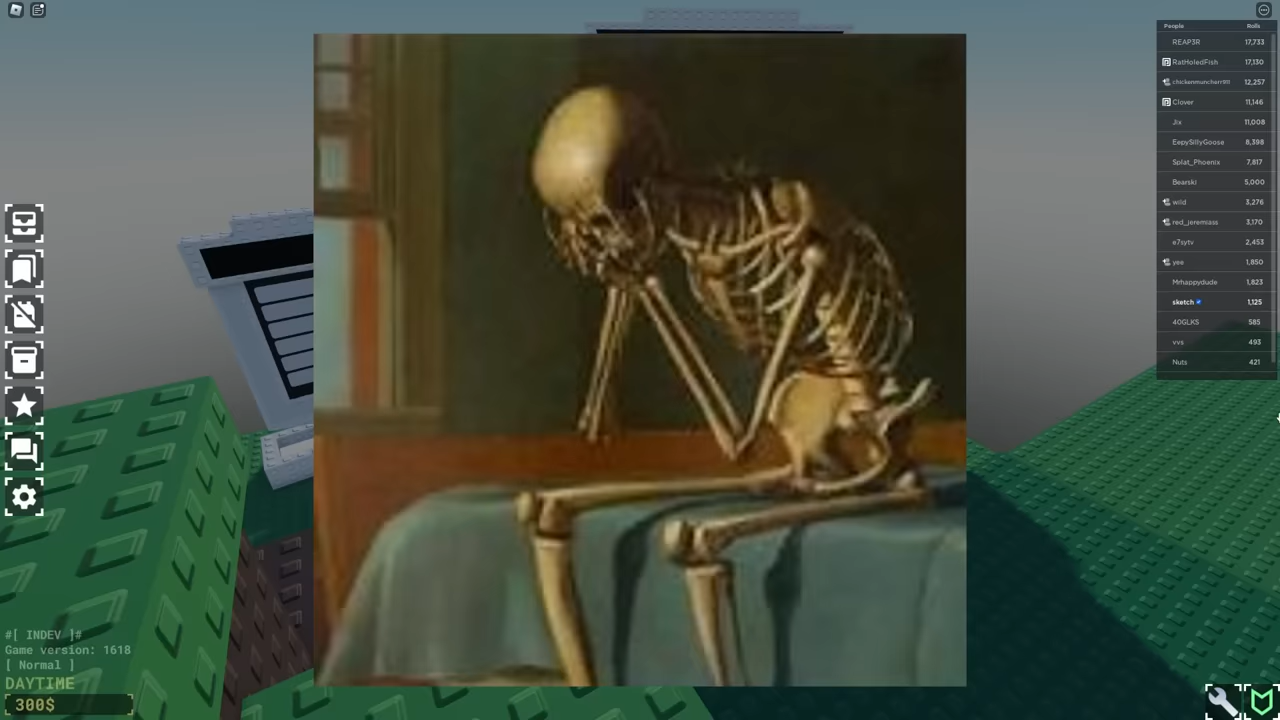 People Rolls
REAP3R 17,733
RatHoledFish 17,130
chickenmuncherr911 12,257
Clover 11,146
Jix 11,008
EepySillyGoose 8,398
Splat_Phoenix 7,817
Bearski 5,000
wild 3,276
red_jeremiass 3,170
e7sytv 2,453
yee 1,850
Mrhappydude 1,823
sketch 1,125
40GLKS 585
vvs 493
Nuts 421
#[ INDEV ]#
Game version: 1618
[ Normal ]
DAYTIME
300$